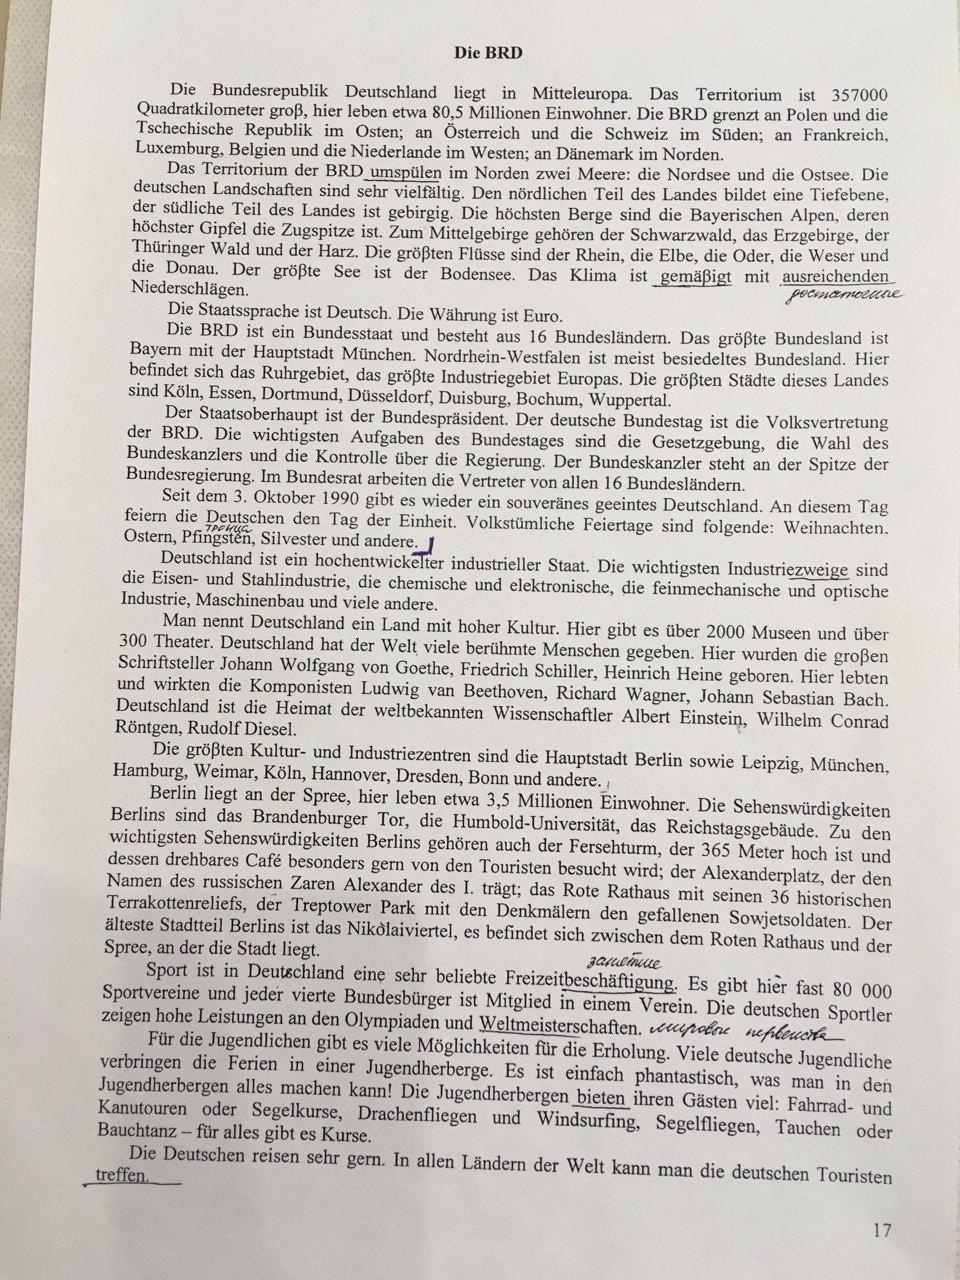 Die BRD
Die Bundesrepublik Deutschland liegt in Mitteleuropa. Das Territorium ist 357000
Quadratkilometer groß, hier leben etwa 80,5 Millionen Einwohner. Die BRD grenzt an Polen und die
Tschechische Republik im Osten; an Österreich und die Schweiz im Süden; an Frankreich,
Luxemburg, Belgien und die Niederlande im Westen; an Dänemark im Norden.
Das Territorium der BRD umspülen im Norden zwei Meere: die Nordsee und die Ostsee. Die
deutschen Landschaften sind sehr vielfältig. Den nördlichen Teil des Landes bildet eine Tiefebene,
der südliche Teil des Landes ist gebirgig. Die höchsten Berge sind die Bayerischen Alpen, deren
höchster Gipfel die Zugspitze ist. Zum Mittelgebirge gehören der Schwarzwald, das Erzgebirge, der
Thüringer Wald und der Harz. Die größten Flüsse sind der Rhein, die Elbe, die Oder, die Weser und
die Donau. Der größte See ist der Bodensee. Das Klima ist gemäßigt mit ausreichenden
Niederschlägen.
Die Staatssprache ist Deutsch. Die Währung ist Euro.
Die BRD ist ein Bundesstaat und besteht aus 16 Bundesländern. Das größte Bundesland ist
Bayern mit der Hauptstadt München. Nordrhein-Westfalen ist meist besiedeltes Bundesland. Hier
befindet sich das Ruhrgebiet, das größte Industriegebiet Europas. Die größten Städte dieses Landes
sind Köln, Essen, Dortmund, Düsseldorf, Duisburg, Bochum, Wuppertal.
Der Staatsoberhaupt ist der Bundespräsident. Der deutsche Bundestag ist die Volksvertretung
der BRD. Die wichtigsten Aufgaben des Bundestages sind die Gesetzgebung, die Wahl des
Bundeskanzlers und die Kontrolle über die Regierung. Der Bundeskanzler steht an der Spitze der
Bundesregierung. Im Bundesrat arbeiten die Vertreter von allen 16 Bundesländern.
Seit dem 3. Oktober 1990 gibt es wieder ein souveränes geeintes Deutschland. An diesem Tag
feiern die Deutschen den Tag der Einheit. Volkstümliche Feiertage sind folgende: Weihnachten,
троица
Ostern, Pfingsten, Silvester und andere.
Deutschland ist ein hochentwickelter industrieller Staat. Die wichtigsten Industriezweige sind
die Eisen- und Stahlindustrie, die chemische und elektronische, die feinmechanische und optische
Industrie, Maschinenbau und viele andere.
Man nennt Deutschland ein Land mit hoher Kultur. Hier gibt es über 2000 Museen und über
300 Theater. Deutschland hat der Welt viele berühmte Menschen gegeben. Hier wurden die großen
Schriftsteller Johann Wolfgang von Goethe, Friedrich Schiller, Heinrich Heine geboren. Hier lebten
und wirkten die Komponisten Ludwig van Beethoven, Richard Wagner, Johann Sebastian Bach.
Deutschland ist die Heimat der weltbekannten Wissenschaftler Albert Einstein, Wilhelm Conrad
Röntgen, Rudolf Diesel.
Die größten Kultur- und Industriezentren sind die Hauptstadt Berlin sowie Leipzig, München,
Hamburg, Weimar, Köln, Hannover, Dresden, Bonn und andere.
Berlin liegt an der Spree, hier leben etwa 3,5 Millionen Einwohner. Die Sehenswürdigkeiten
Berlins sind das Brandenburger Tor, die Humbold-Universität, das Reichstagsgebäude. Zu den
wichtigsten Sehenswürdigkeiten Berlins gehören auch der Fersehturm, der 365 Meter hoch ist und
dessen drehbares Café besonders gern von den Touristen besucht wird; der Alexanderplatz, der den
Namen des russischen Zaren Alexander des I. trägt; das Rote Rathaus mit seinen 36 historischen
Terrakottenreliefs, der Treptower Park mit den Denkmälern den gefallenen Sowjetsoldaten. Der
älteste Stadtteil Berlins ist das Nikolaiviertel, es befindet sich zwischen dem Roten Rathaus und der
Spree, an der die Stadt liegt.
занятие
Sport ist in Deutschland eine sehr beliebte Freizeitbeschäftigung. Es gibt hier fast 80 000
Sportvereine und jeder vierte Bundesbürger ist Mitglied in einem Verein. Die deutschen Sportler
zeigen hohe Leistungen an den Olympiaden und Weltmeisterschaften. мировые первенства
Für die Jugendlichen gibt es viele Möglichkeiten für die Erholung. Viele deutsche Jugendliche
verbringen die Ferien in einer Jugendherberge. Es ist einfach phantastisch, was man in den
Jugendherbergen alles machen kann! Die Jugendherbergen bieten ihren Gästen viel: Fahrrad- und
Kanutouren oder Segelkurse, Drachenfliegen und Windsurfing, Segelfliegen, Tauchen oder
Bauchtanz – für alles gibt es Kurse.
Die Deutschen reisen sehr gern. In allen Ländern der Welt kann man die deutschen Touristen
treffen.
17